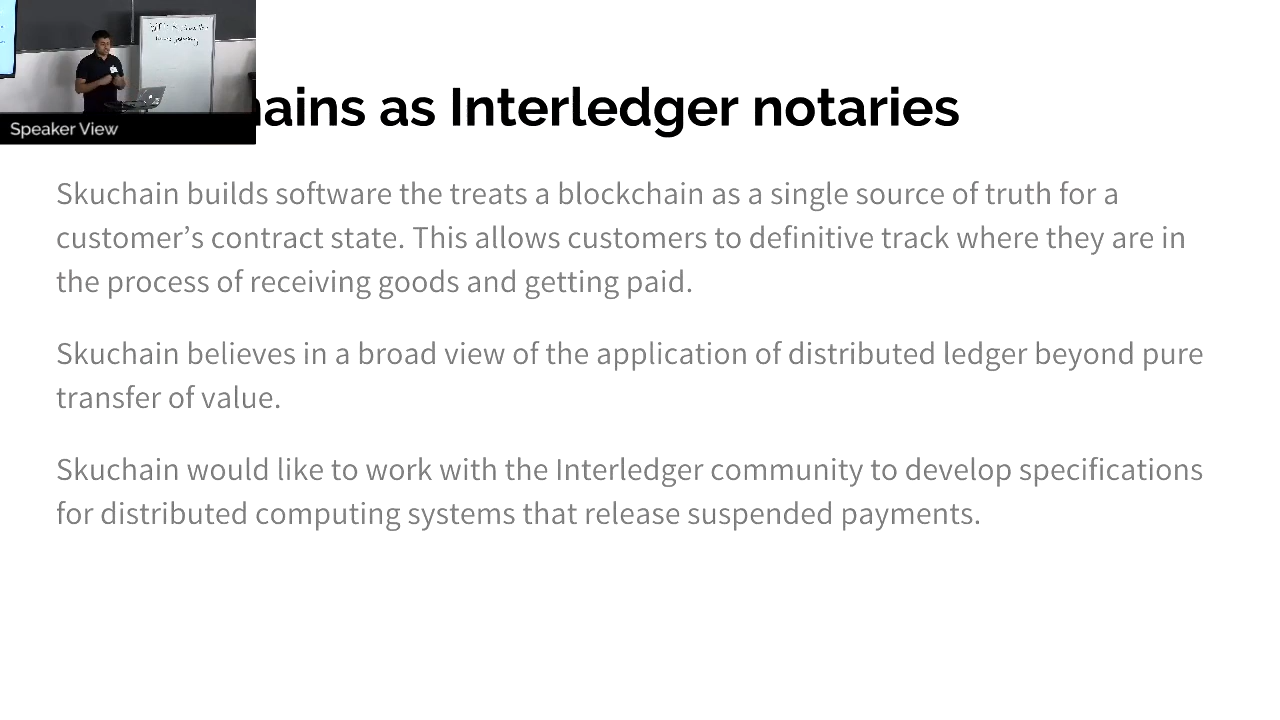 hains as Interledger notaries
Speaker View
Skuchain builds software the treats a blockchain as a single source of truth for a
customer’s contract state. This allows customers to definitive track where they are in
the process of receiving goods and getting paid.
Skuchain believes in a broad view of the application of distributed ledger beyond pure
transfer of value.
Skuchain would like to work with the Interledger community to develop specifications
for distributed computing systems that release suspended payments.